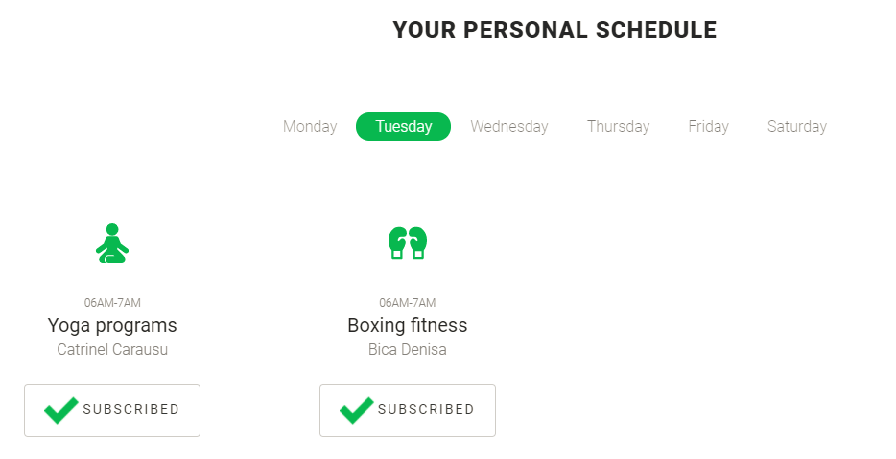 YOUR PERSONAL SCHEDULE
Monday Tuesday Wednesday Thursday Friday Saturday
06AM-7AM
Yoga programs
Catrinel Carausu
SUBSCRIBED
06AM-7AM
Boxing fitness
Bica Denisa
SUBSCRIBED